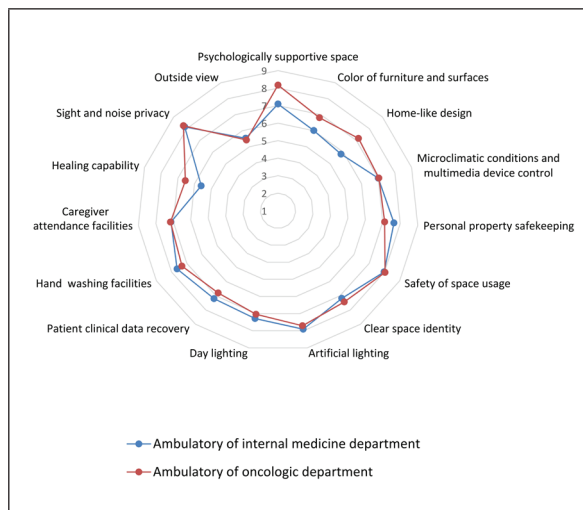 Psychologically supportive space
Outside view
Color of furniture and surfaces
Sight and noise privacy
Home-like design
Healing capability
Microclimatic conditions and
multimedia device control
Caregiver
attendance facilities
Personal property safekeeping
Hand  washing facilities
Safety of space usage
Patient clinical data recovery
Clear space identity
Day lighting
Artificial lighting
9
8
7
6
5
4
3
2
1
Ambulatory of internal medicine department
Ambulatory of oncologic department